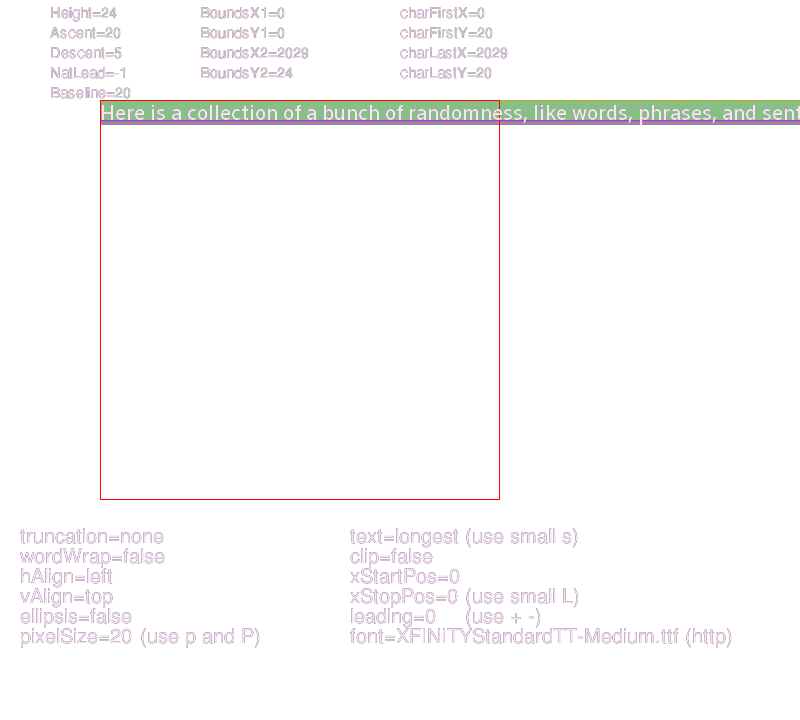 Height=24 BoundsX1=0 charFirstX=0
Ascent=20 BoundsY1=0 charFirstY=20
Descent=5 BoundsX2=2029 charLastX=2029
NatLead=-1 BoundsY2=24 charLastY=20
Baseline=20
Here is a collection of a bunch of randomness, like words, phrases, and sent
truncation=none text=longest (use small s)
wordWrap=false clip=false
hAlign=left xStartPos=0
vAlign=top xStopPos=0 (use small L)
ellipsis=false leading=0 (use + -)
pixelSize=20 (use p and P) font=XFINITYStandardTT-Medium.ttf (http)